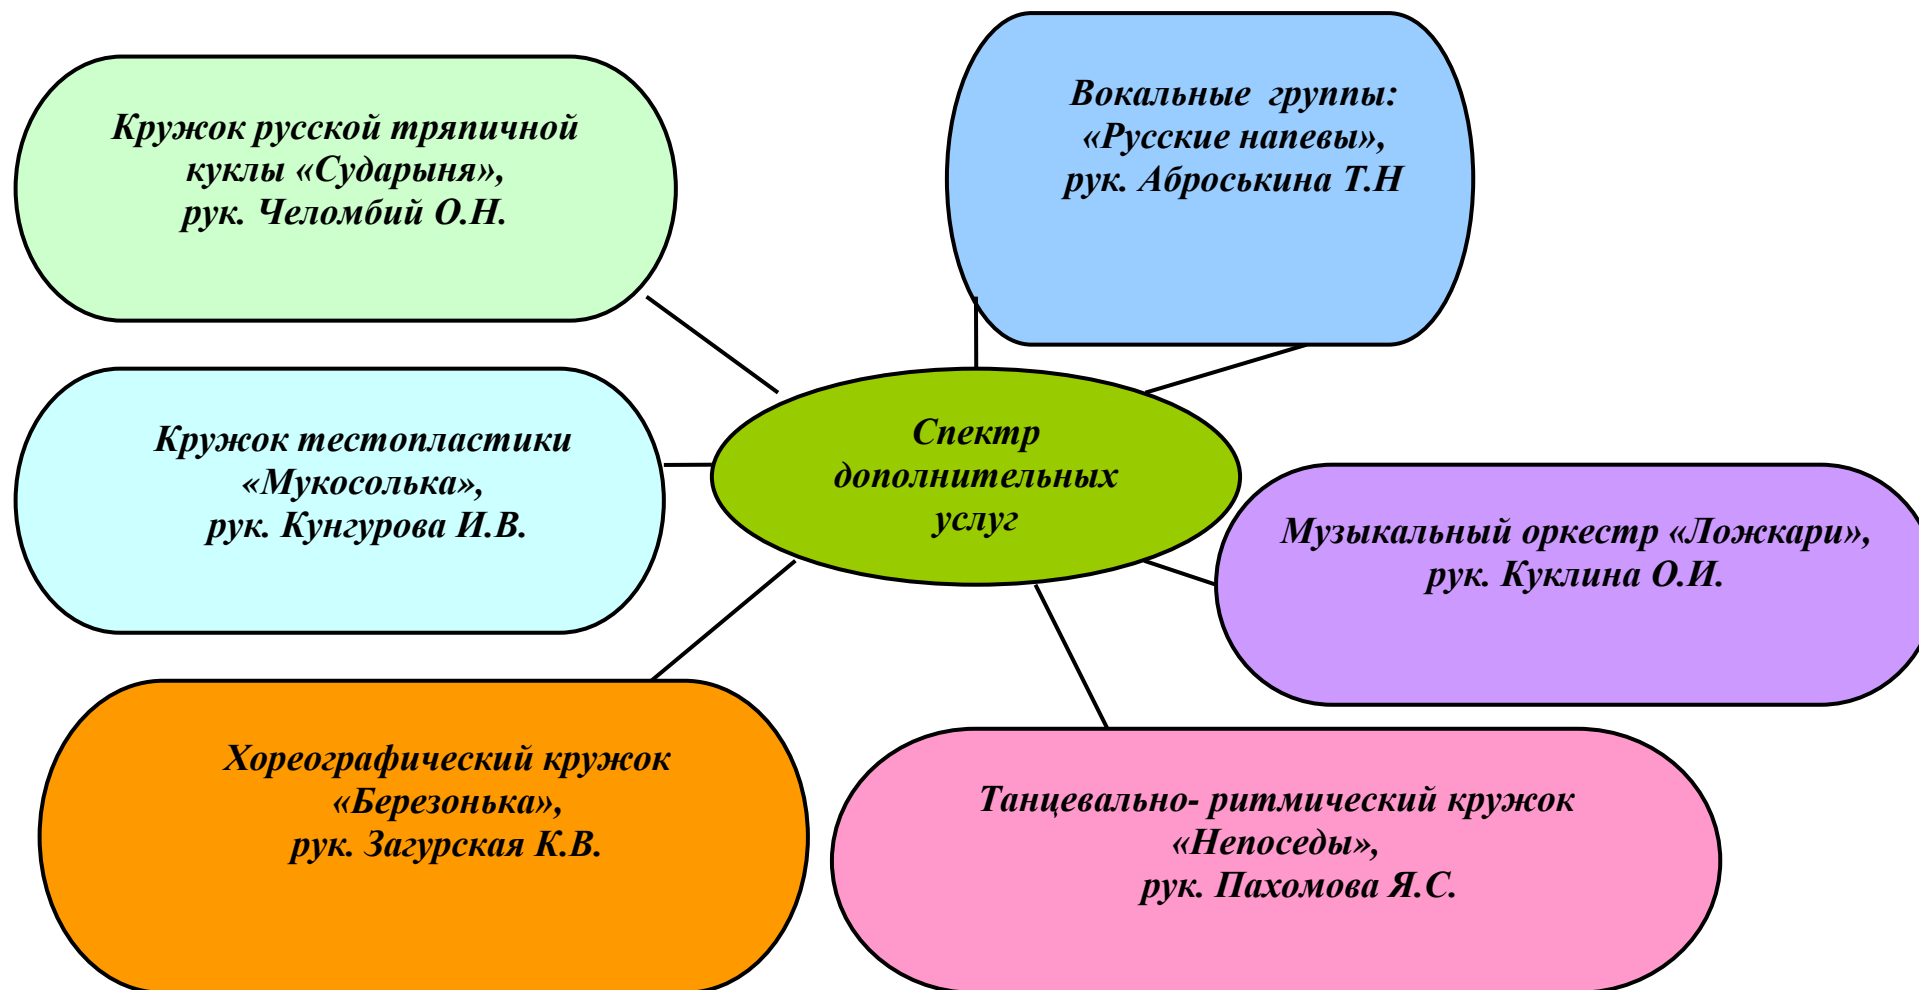 Кружок русской тряпичной
куклы «Сударыня»,
рук. Челомбий О.Н.
Вокальные  группы:
«Русские напевы»,
рук. Аброськина Т.Н
Кружок тестопластики
«Мукосолька»,
рук. Кунгурова И.В.
Спектр
дополнительных
услуг
Музыкальный оркестр «Ложкари»,
рук. Куклина О.И.
Хореографический кружок
«Березонька»,
рук. Загурская К.В.
Танцевально- ритмический кружок
«Непоседы»,
рук. Пахомова Я.С.